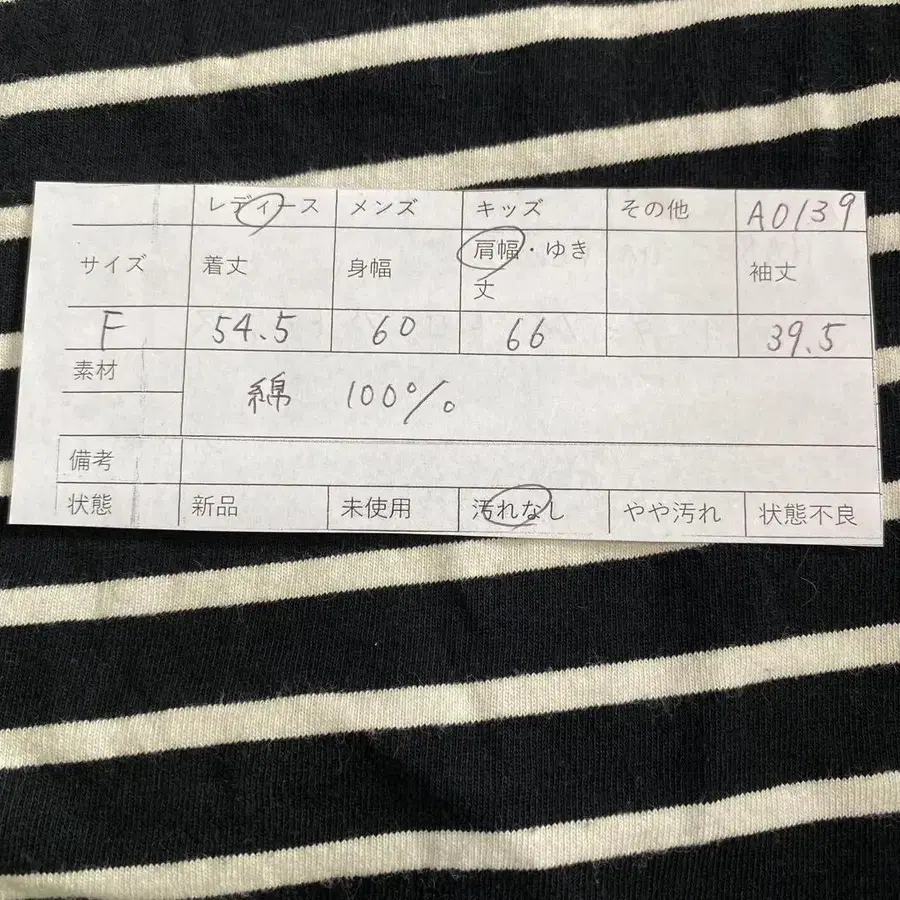 レディース メンズ キッズ その他 A0139
サイズ 着丈 身幅 肩幅・ゆき丈 袖丈
F 54.5 60 66 39.5
素材 綿 100%
備考
状態 新品 未使用 汚れなし やや汚れ 状態不良